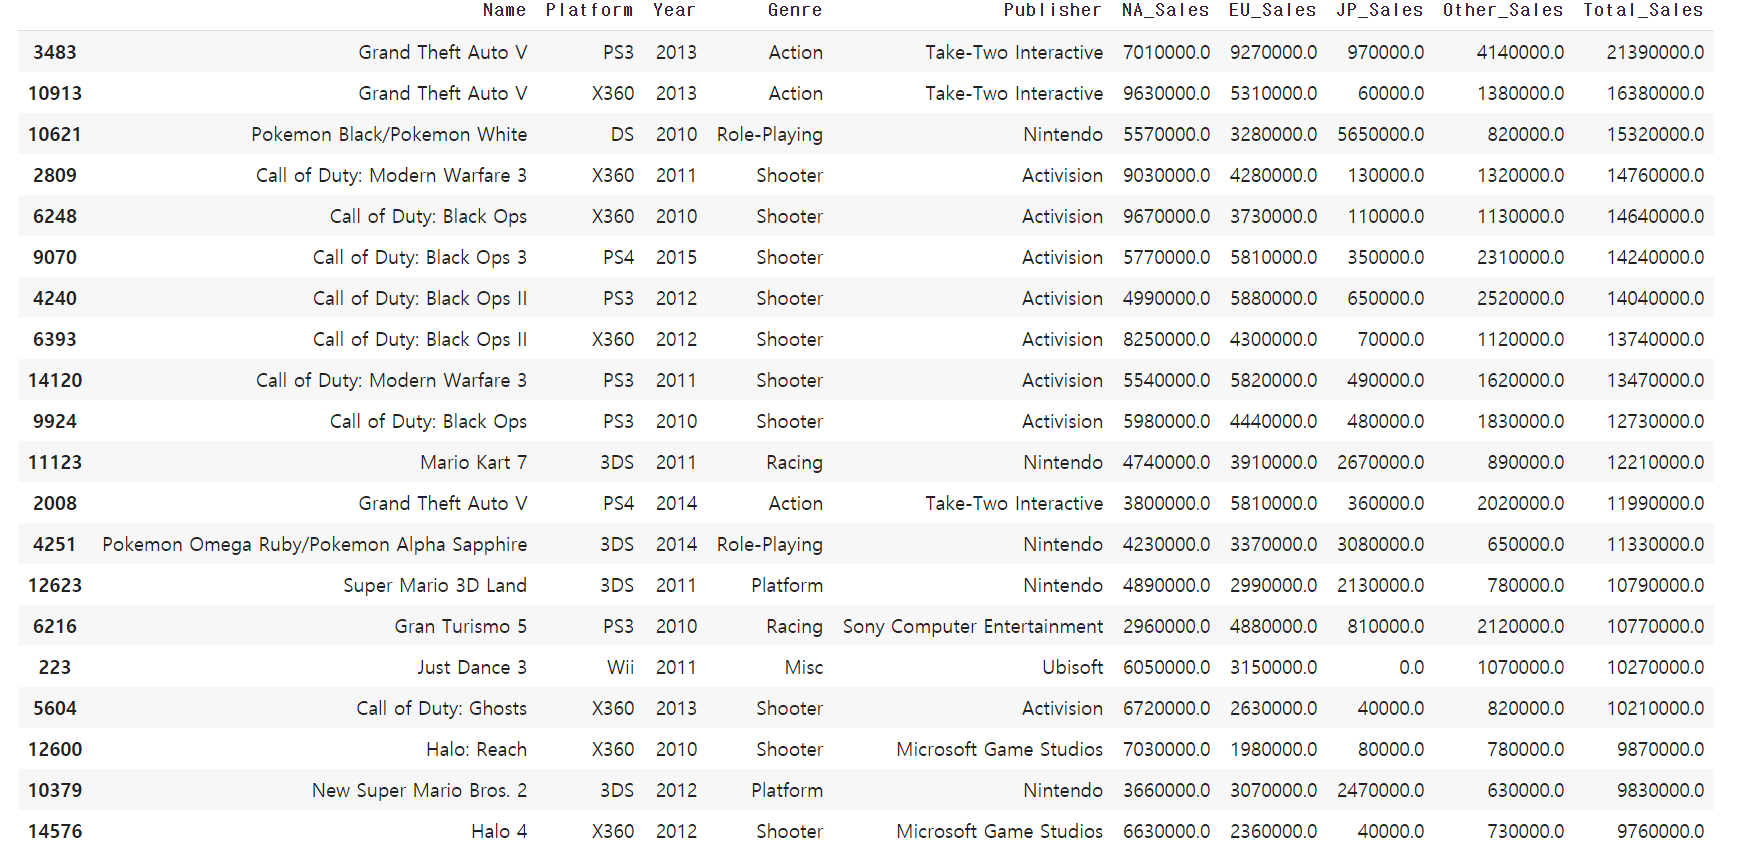 Name Platform Year Genre Publisher NA_Sales EU_Sales JP_Sales Other_Sales Total_Sales
3483 Grand Theft Auto V PS3 2013 Action Take-Two Interactive 7010000.0 9270000.0 970000.0 4140000.0 21390000.0
10913 Grand Theft Auto V X360 2013 Action Take-Two Interactive 9630000.0 5310000.0 60000.0 1380000.0 16380000.0
10621 Pokemon Black/Pokemon White DS 2010 Role-Playing Nintendo 5570000.0 3280000.0 5650000.0 820000.0 15320000.0
2809 Call of Duty: Modern Warfare 3 X360 2011 Shooter Activision 9030000.0 4280000.0 130000.0 1320000.0 14760000.0
6248 Call of Duty: Black Ops X360 2010 Shooter Activision 9670000.0 3730000.0 110000.0 1130000.0 14640000.0
9070 Call of Duty: Black Ops 3 PS4 2015 Shooter Activision 5770000.0 5810000.0 350000.0 2310000.0 14240000.0
4240 Call of Duty: Black Ops II PS3 2012 Shooter Activision 4990000.0 5880000.0 650000.0 2520000.0 14040000.0
6393 Call of Duty: Black Ops II X360 2012 Shooter Activision 8250000.0 4300000.0 70000.0 1120000.0 13740000.0
14120 Call of Duty: Modern Warfare 3 PS3 2011 Shooter Activision 5540000.0 5820000.0 490000.0 1620000.0 13470000.0
9924 Call of Duty: Black Ops PS3 2010 Shooter Activision 5980000.0 4440000.0 480000.0 1830000.0 12730000.0
11123 Mario Kart 7 3DS 2011 Racing Nintendo 4740000.0 3910000.0 2670000.0 890000.0 12210000.0
2008 Grand Theft Auto V PS4 2014 Action Take-Two Interactive 3800000.0 5810000.0 360000.0 2020000.0 11990000.0
4251 Pokemon Omega Ruby/Pokemon Alpha Sapphire 3DS 2014 Role-Playing Nintendo 4230000.0 3370000.0 3080000.0 650000.0 11330000.0
12623 Super Mario 3D Land 3DS 2011 Platform Nintendo 4890000.0 2990000.0 2130000.0 780000.0 10790000.0
6216 Gran Turismo 5 PS3 2010 Racing Sony Computer Entertainment 2960000.0 4880000.0 810000.0 2120000.0 10770000.0
223 Just Dance 3 Wii 2011 Misc Ubisoft 6050000.0 3150000.0 0.0 1070000.0 10270000.0
5604 Call of Duty: Ghosts X360 2013 Shooter Activision 6720000.0 2630000.0 40000.0 820000.0 10210000.0
12600 Halo: Reach X360 2010 Shooter Microsoft Game Studios 7030000.0 1980000.0 80000.0 780000.0 9870000.0
10379 New Super Mario Bros. 2 3DS 2012 Platform Nintendo 3660000.0 3070000.0 2470000.0 630000.0 9830000.0
14576 Halo 4 X360 2012 Shooter Microsoft Game Studios 6630000.0 2360000.0 40000.0 730000.0 9760000.0